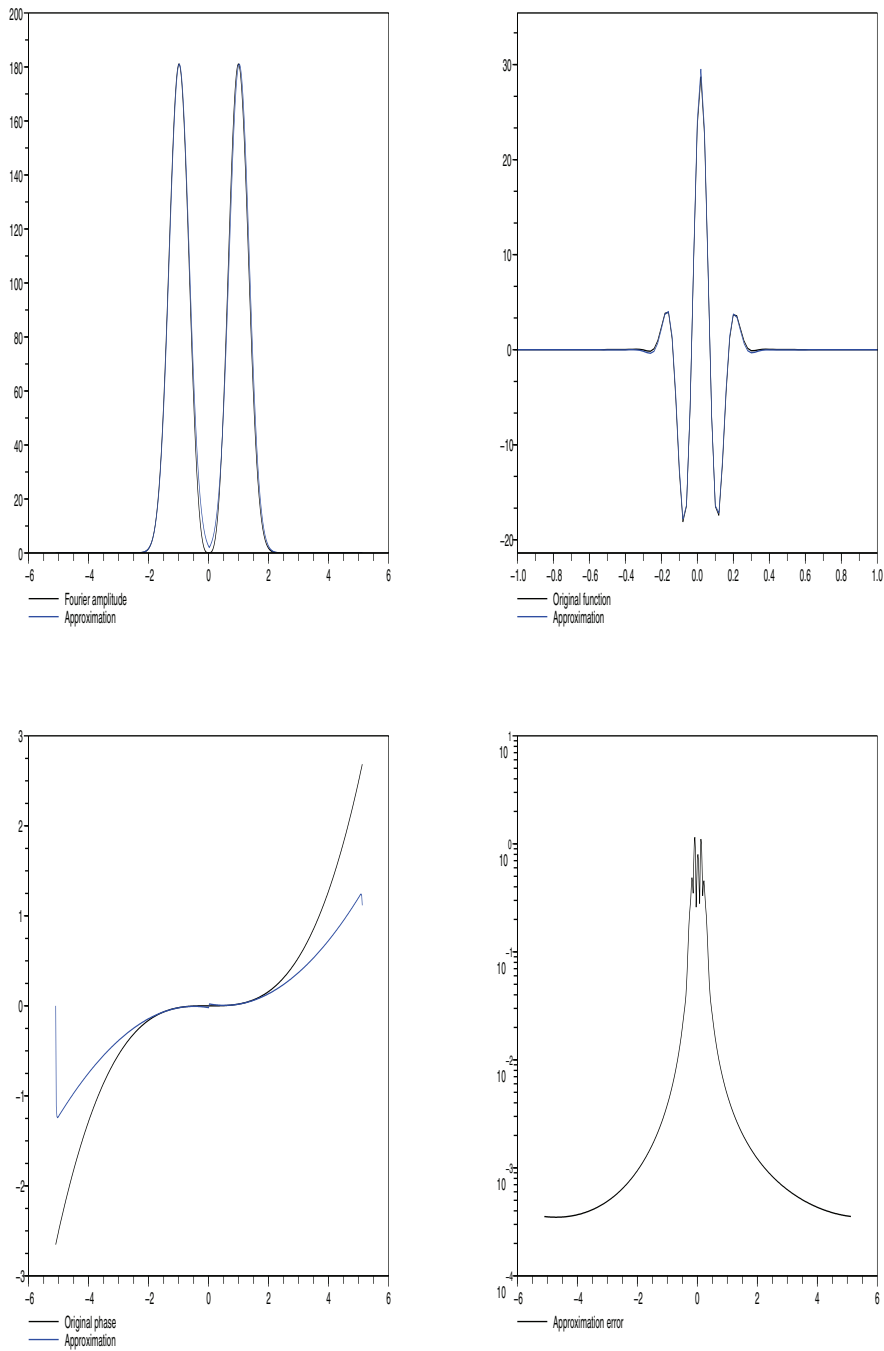 200
180
160
140
120
100
80
60
40
20
0
−6 −4 −2 0 2 4 6
Fourier amplitude
Approximation
30
20
10
0
−10
−20
−1.0 −0.8 −0.6 −0.4 −0.2 0.0 0.2 0.4 0.6 0.8 1.0
Original function
Approximation
3
2
1
0
−1
−2
−3
−6 −4 −2 0 2 4 6
Original phase
Approximation
10 1
10 0
10 −1
10 −2
10 −3
10 −4
−6 −4 −2 0 2 4 6
Approximation error